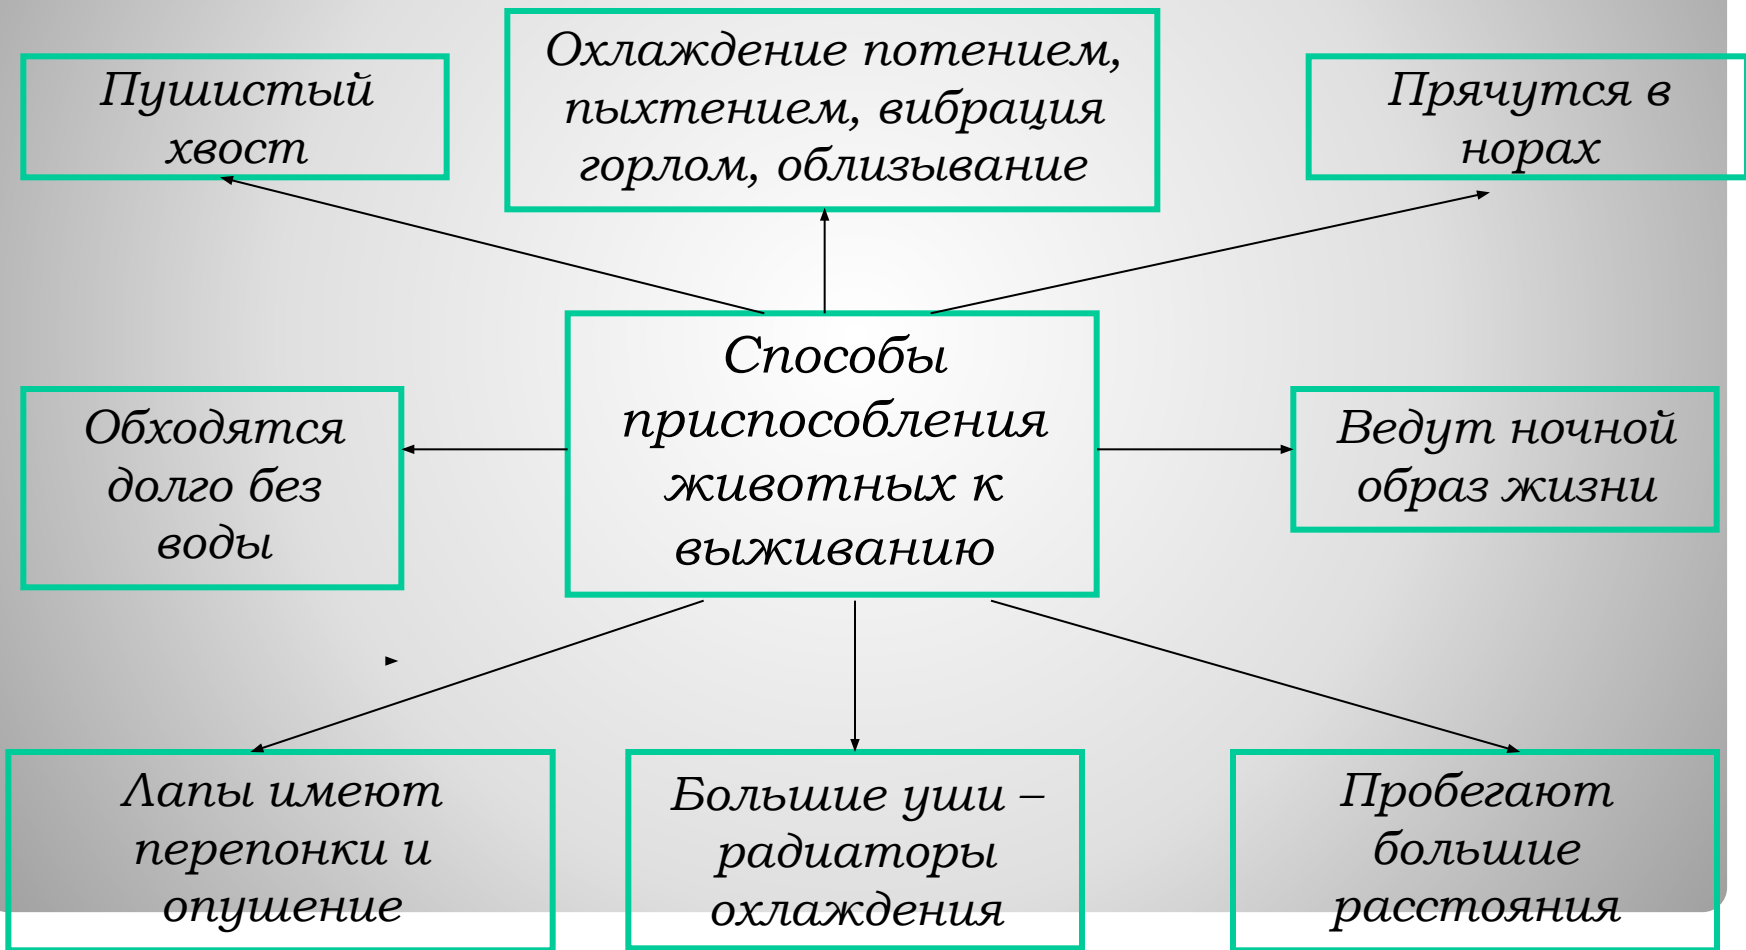 Пушистый
хвост
Охлаждение потением,
пыхтением, вибрация
горлом, облизывание
Прячутся в
норах
Обходятся
долго без
воды
Способы
приспособления
животных к
выживанию
Ведут ночной
образ жизни
Лапы имеют
перепонки и
опушение
Большие уши –
радиаторы
охлаждения
Пробегают
большие
расстояния